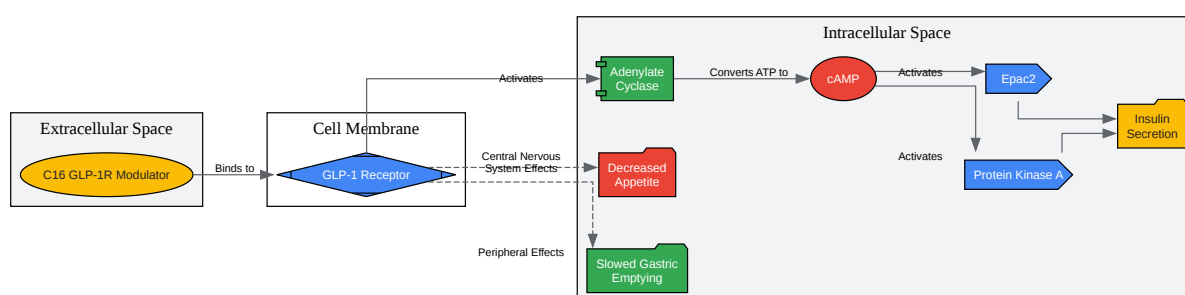 Intracellular Space
Adenylate
Cyclase
Activates
Converts ATP to
cAMP
Activates
Epac2
Extracellular Space
Cell Membrane
Insulin
Secretion
C16 GLP-1R Modulator
Binds to
GLP-1 Receptor
Central Nervous
System Effects
Decreased
Appetite
Activates
Protein Kinase A
Peripheral Effects
Slowed Gastric
Emptying